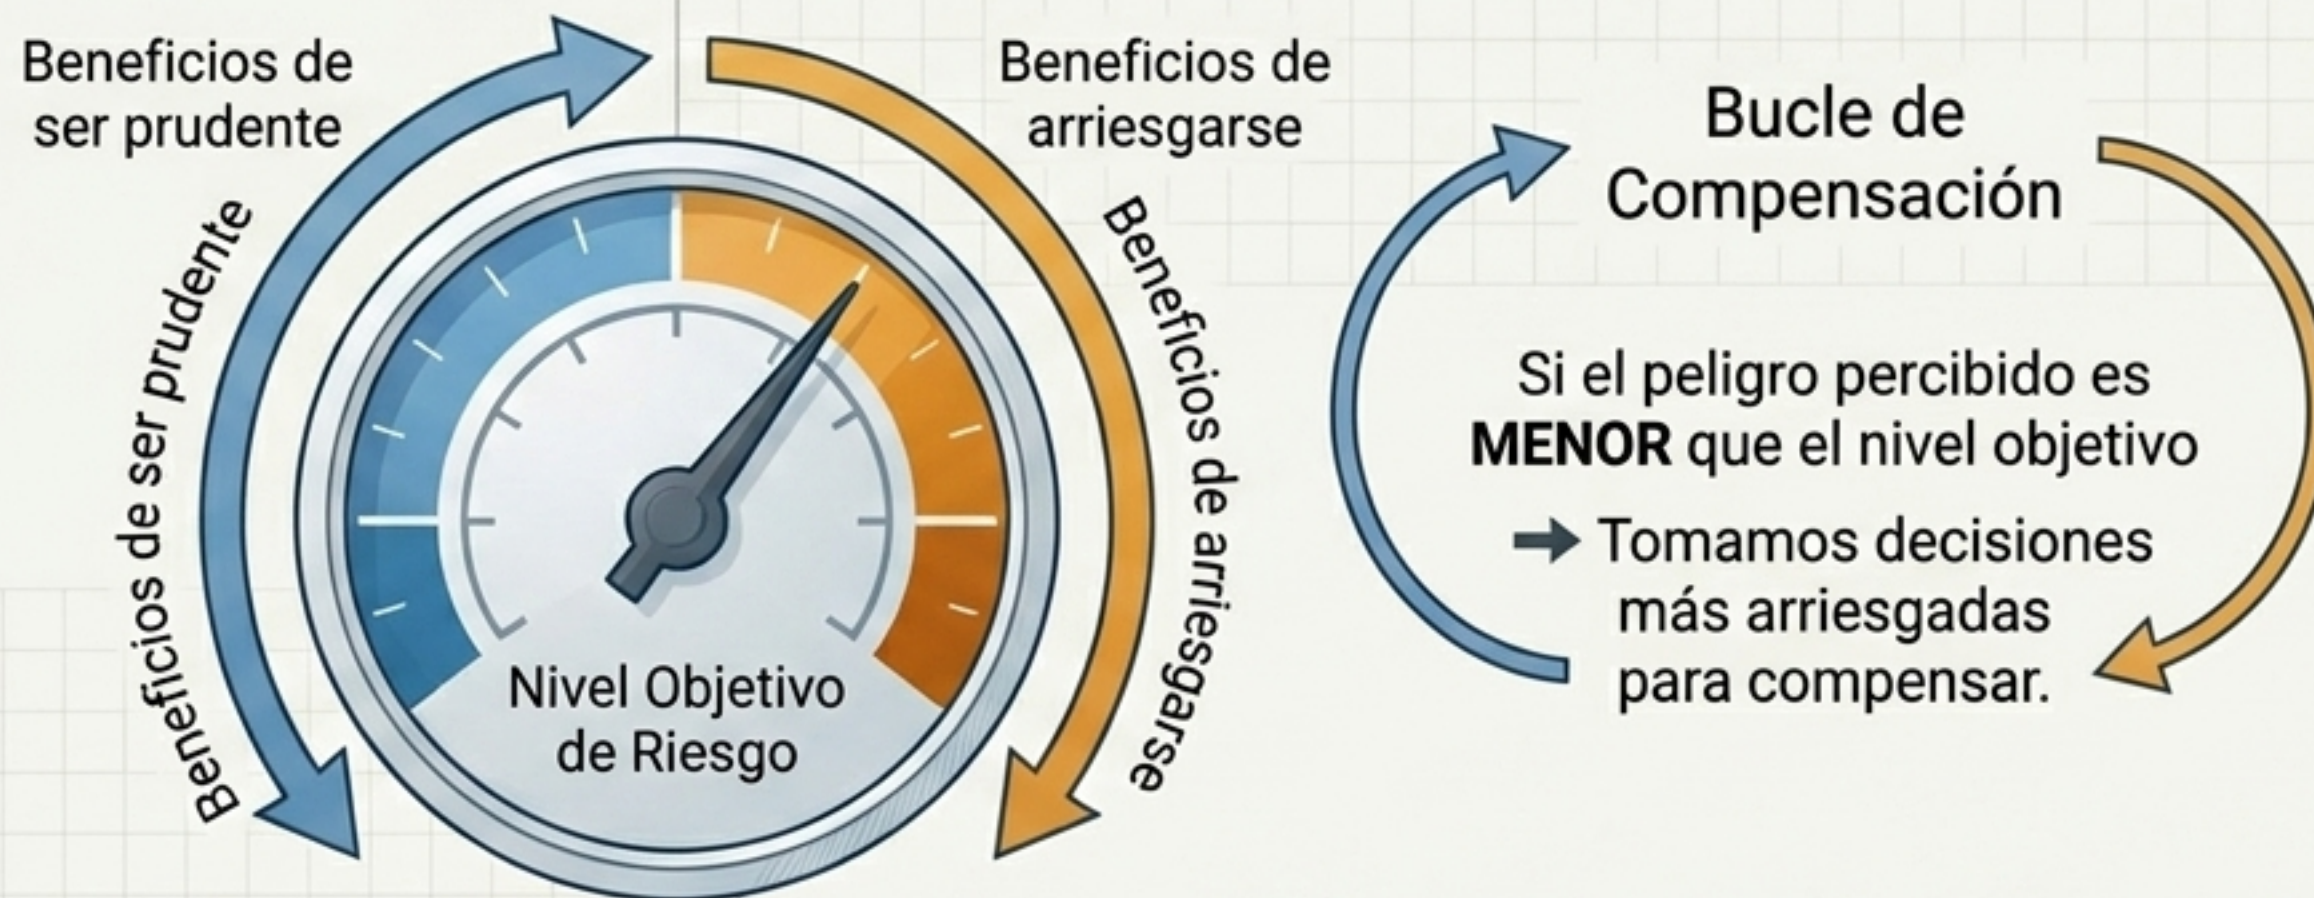 Beneficios de
ser prudente
Beneficios de ser prudente
Beneficios de
arriesgarse
Beneficios de arriesgarse
Nivel Objetivo
de Riesgo
Bucle de
Compensación
Si el peligro percibido es
MENOR que el nivel objetivo
➔ Tomamos decisiones
más arriesgadas
para compensar.